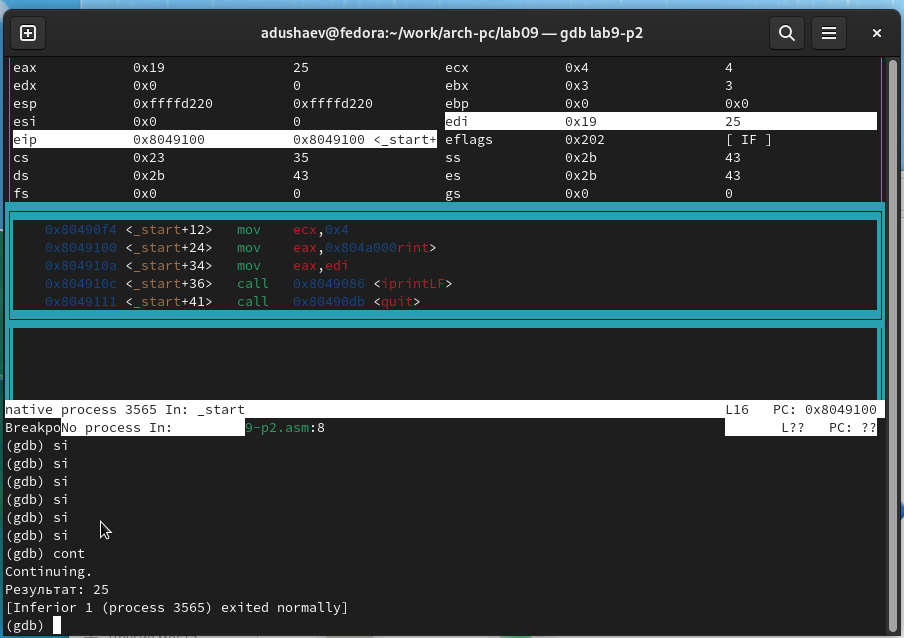 adushaev@fedora:~/work/arch-pc/lab09 — gdb lab9-p2
eax 0x19 25 ecx 0x4 4
edx 0x0 0 ebx 0x3 3
esp 0xffffd220 0xffffd220 ebp 0x0 0x0
esi 0x0 0 edi 0x19 25
eip 0x8049100 0x8049100 <_start+ eflags 0x202 [ IF ]
cs 0x23 35 ss 0x2b 43
ds 0x2b 43 es 0x2b 43
fs 0x0 0 gs 0x0 0
0x80490f4 <_start+12> mov ecx,0x4
0x8049100 <_start+24> mov eax,0x804a000rint>
0x804910a <_start+34> mov eax,edi
0x804910c <_start+36> call 0x8049086 <iprintLF>
0x8049111 <_start+41> call 0x80490db <quit>
native process 3565 In: _start L16 PC: 0x8049100
BreakpoNo process In: 9-p2.asm:8 L?? PC: ??
(gdb) si
(gdb) si
(gdb) si
(gdb) si
(gdb) si
(gdb) si
(gdb) cont
Continuing.
Результат: 25
[Inferior 1 (process 3565) exited normally]
(gdb)